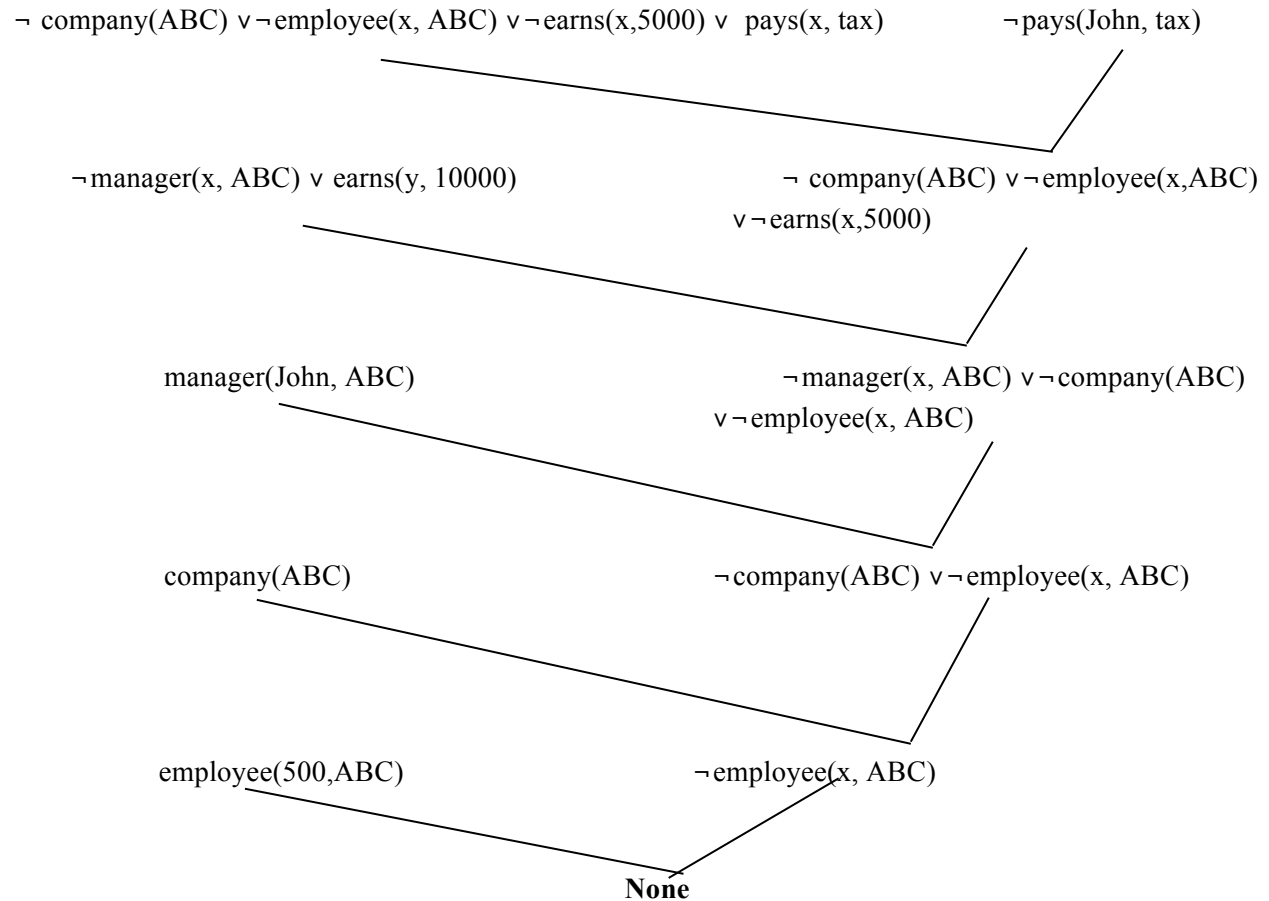 ¬ company(ABC) ∨ ¬employee(x, ABC) ∨ ¬earns(x,5000) ∨ pays(x, tax) ¬pays(John, tax)
¬manager(x, ABC) ∨ earns(y, 10000) ¬ company(ABC) ∨ ¬employee(x,ABC)
∨ ¬earns(x,5000)
manager(John, ABC) ¬manager(x, ABC) ∨ ¬company(ABC)
∨ ¬employee(x, ABC)
company(ABC) ¬company(ABC) ∨ ¬employee(x, ABC)
employee(500,ABC) ¬employee(x, ABC)
None